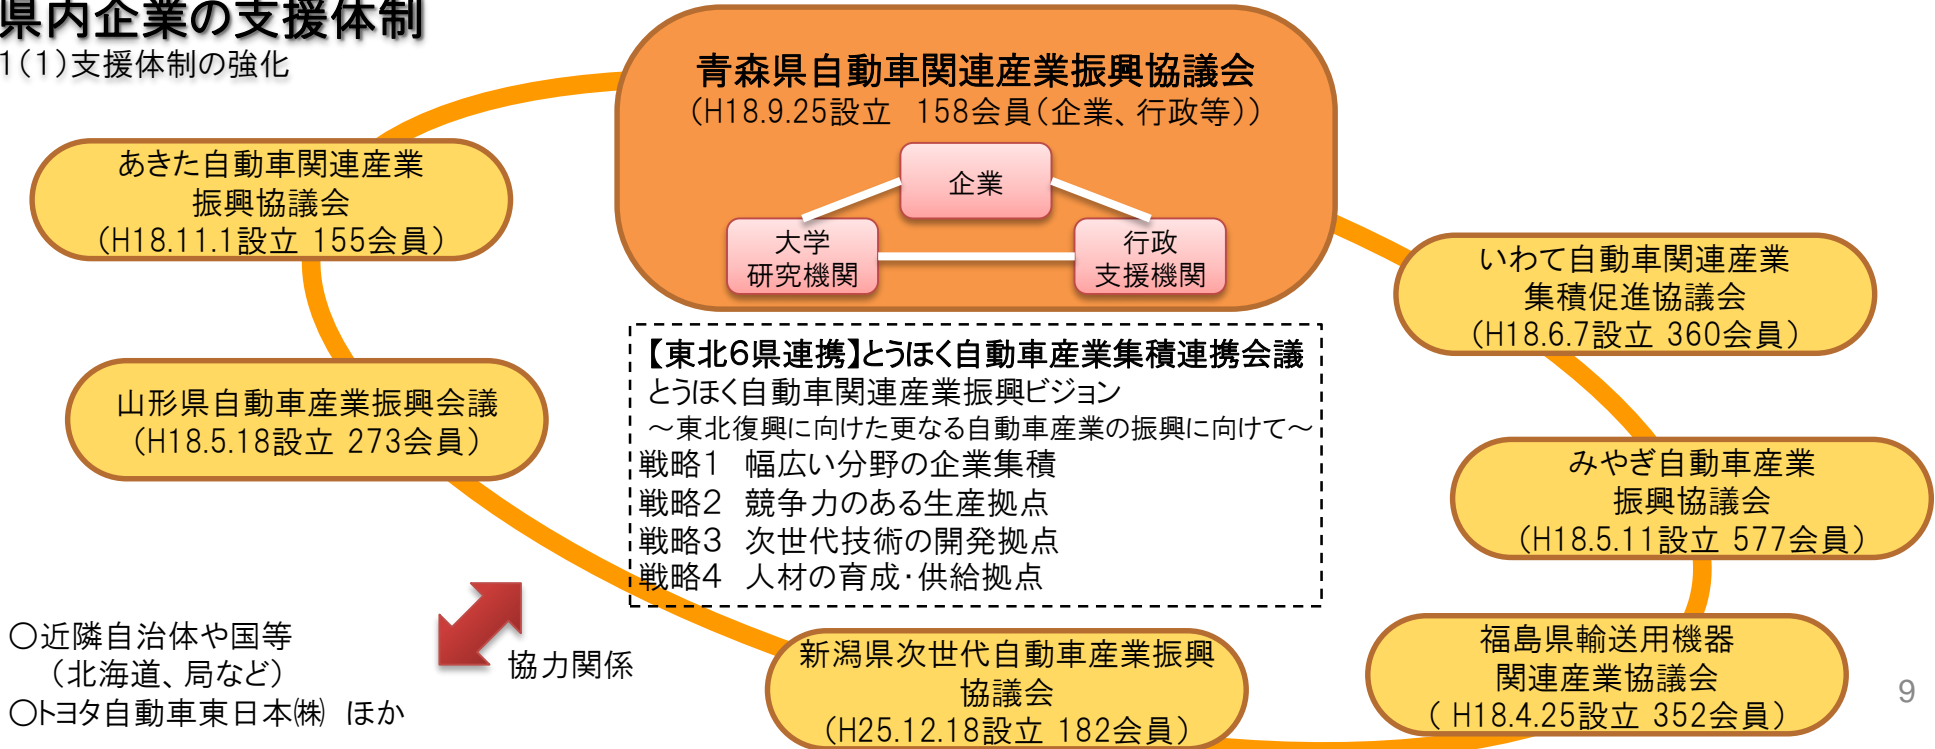 県内企業の支援体制
1(1)支援体制の強化
青森県自動車関連産業振興協議会
(H18.9.25設立　158会員(企業、行政等))
企業
大学
研究機関
行政
支援機関
あきた自動車関連産業
振興協議会
(H18.11.1設立 155会員)
いわて自動車関連産業
集積促進協議会
(H18.6.7設立 360会員)
【東北6県連携】とうほく自動車産業集積連携会議
とうほく自動車関連産業振興ビジョン
～東北復興に向けた更なる自動車産業の振興に向けて～
戦略1　幅広い分野の企業集積
戦略2　競争力のある生産拠点
戦略3　次世代技術の開発拠点
戦略4　人材の育成・供給拠点
山形県自動車産業振興会議
(H18.5.18設立 273会員)
みやぎ自動車産業
振興協議会
(H18.5.11設立 577会員)
○近隣自治体や国等
(北海道、局など)
○トヨタ自動車東日本㈱　ほか
協力関係
新潟県次世代自動車産業振興
協議会
(H25.12.18設立 182会員)
福島県輸送用機器
関連産業協議会
( H18.4.25設立 352会員)
9